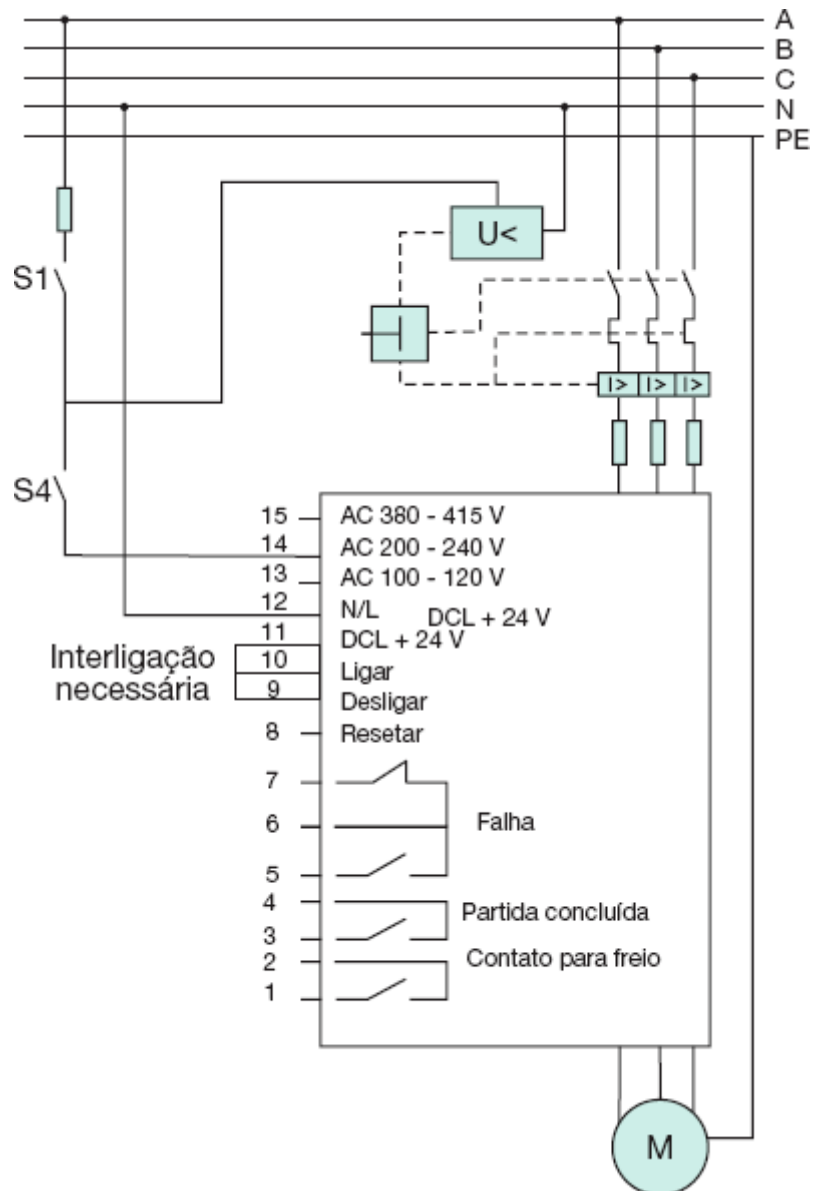 A
B
C
N
PE
U<
S1
I> I> I>
S4
15 AC 380 - 415 V
14 AC 200 - 240 V
13 AC 100 - 120 V
12 N/L DCL + 24 V
11 DCL + 24 V
Interligação
necessária
10 Ligar
9 Desligar
8 Resetar
7
6 Falha
5
4 Partida concluída
3
2 Contato para freio
1
M